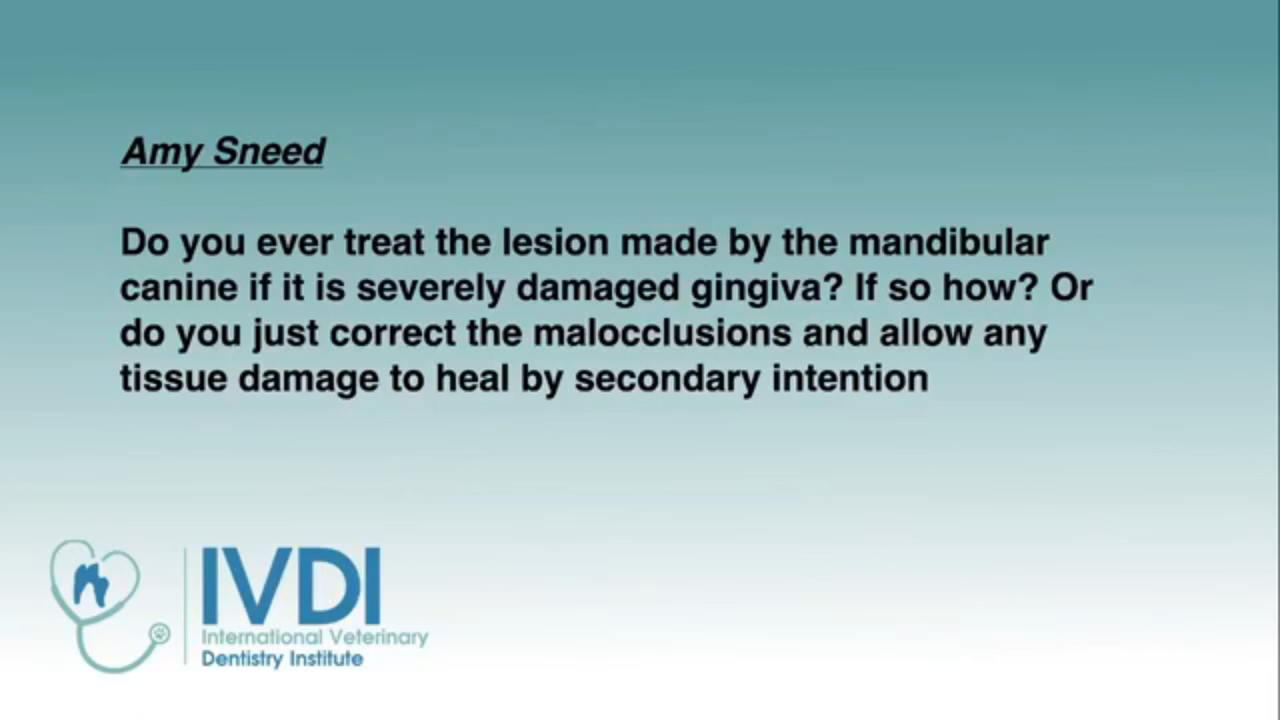 Amy Sneed
Do you ever treat the lesion made by the mandibular
canine if it is severely damaged gingiva? If so how? Or
do you just correct the malocclusions and allow any
tissue damage to heal by secondary intention
IVDI
International Veterinary
Dentistry Institute